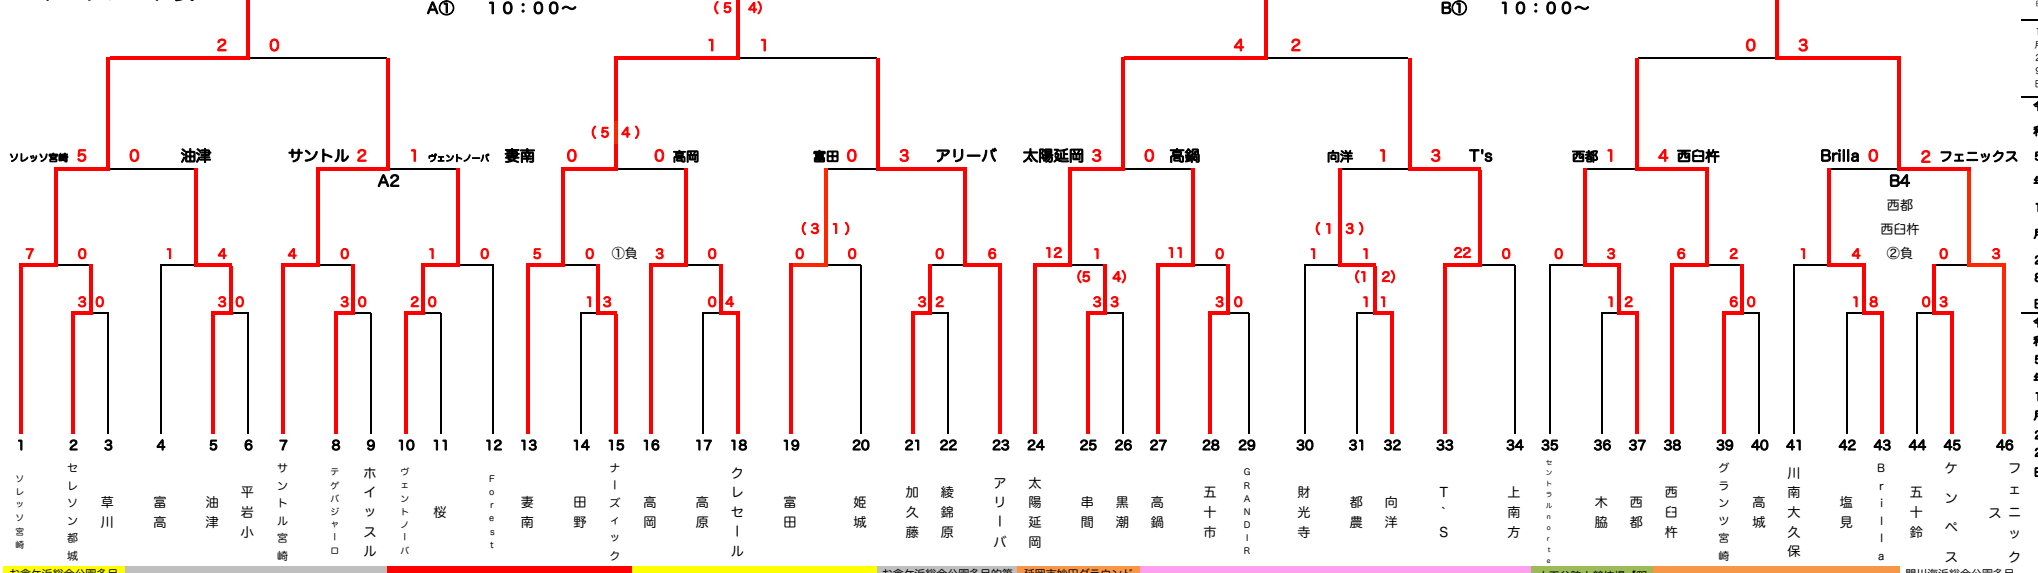 A① １０：００～
(５ ４)
B① １０：００～
2 0
1 1
4 2
0 3
(５ ４)
ソレッソ宮崎 5 0 油津
サントル 2 1 ヴェントノーバ
妻南 0 0 高岡
富田 0 3 アリーバ
太陽延岡 3 0 高鍋
向洋 1 3 T's
西都 1 4 西臼杵
Brilla 0 2 フェニックス
A2
B4
西都
西臼杵
②負
(３ １)
(１ ３)
7 0 1 4 4 0 1 0 5 0 ①負 3 0 0 0 0 6 12 1 11 0 1 1 22 0 0 3 6 2 1 4 0 3
(5 4)
(1 2)
3 0 3 0 3 0 2 0 1 3 0 4 3 2 3 3 3 0 1 1 1 2 6 0 1 8 0 3
1 2 3 4 5 6 7 8 9 10 11 12 13 14 15 16 17 18 19 20 21 22 23 24 25 26 27 28 29 30 31 32 33 34 35 36 37 38 39 40 41 42 43 44 45 46
ソレッソ宮崎
セレソン都城
草川
富高
油津
平岩小
サントル宮崎
テゲバジャーロ
ホイッスル
ヴェントノーバ
桜
Forest
妻南
田野
ナーズィック
高岡
高原
クレセール
富田
姫城
加久藤
綾錦原
アリーバ
太陽延岡
串間
黒潮
高鍋
五十市
GRANDIR
財光寺
都農
向洋
T、S
上南方
セントラルnorte
木脇
西都
西臼杵
グランツ宮崎
高城
川南大久保
塩見
Brilla
五十鈴
ケンペス
フェニックス